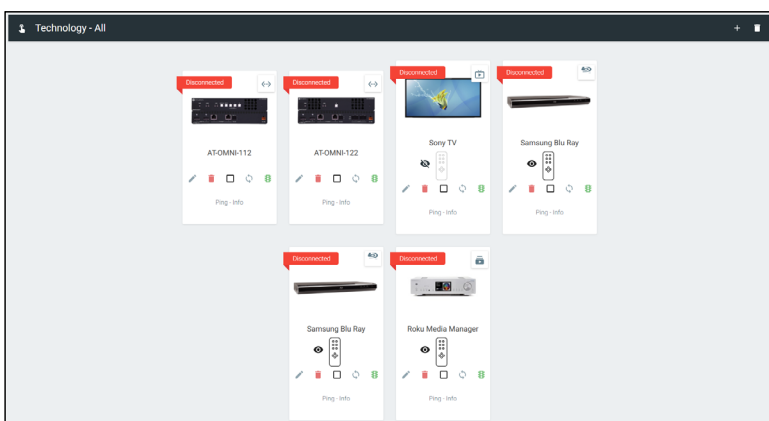 Technology - All
Disconnected
AT-OMNI-112
Ping - Info
Disconnected
AT-OMNI-122
Ping - Info
Disconnected
Sony TV
Ping - Info
Disconnected
Samsung Blu Ray
Ping - Info
Disconnected
Samsung Blu Ray
Ping - Info
Disconnected
Roku Media Manager
Ping - Info